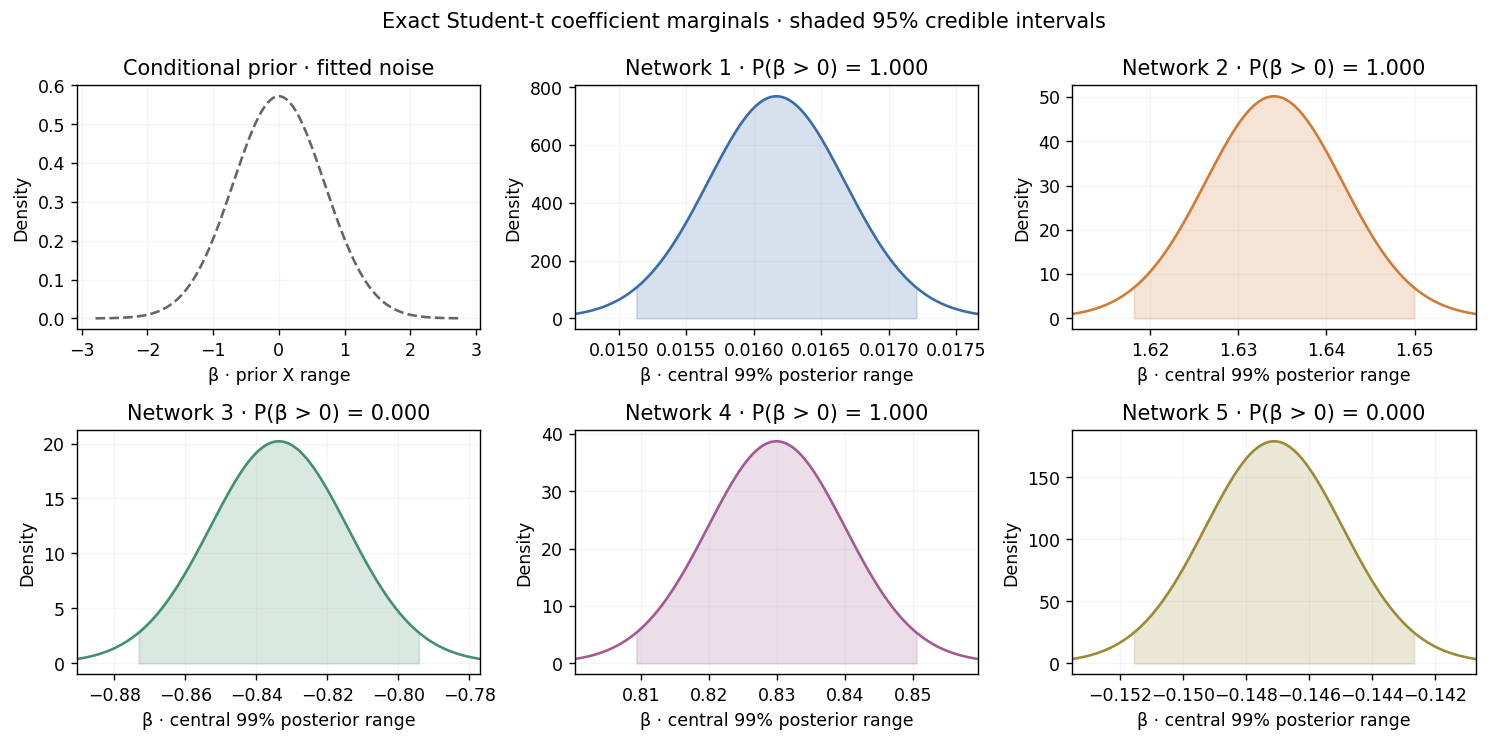 Exact Student-t coefficient marginals · shaded 95% credible intervals
Conditional prior · fitted noise
0.6
0.5
0.4
0.3
0.2
0.1
0.0
Density
−3 −2 −1 0 1 2 3
β · prior X range
Network 1 · P(β > 0) = 1.000
800
600
400
200
0
Density
0.0150 0.0155 0.0160 0.0165 0.0170 0.0175
β · central 99% posterior range
Network 2 · P(β > 0) = 1.000
50
40
30
20
10
0
Density
1.62 1.63 1.64 1.65
β · central 99% posterior range
Network 3 · P(β > 0) = 0.000
20
15
10
5
0
Density
−0.88 −0.86 −0.84 −0.82 −0.80 −0.78
β · central 99% posterior range
Network 4 · P(β > 0) = 1.000
40
30
20
10
0
Density
0.81 0.82 0.83 0.84 0.85
β · central 99% posterior range
Network 5 · P(β > 0) = 0.000
150
100
50
0
Density
−0.152 −0.150 −0.148 −0.146 −0.144 −0.142
β · central 99% posterior range